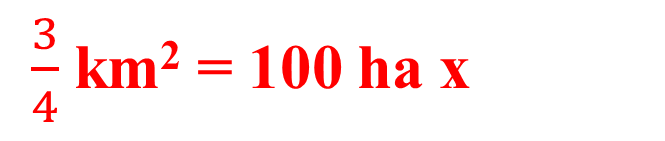 3/4 km² = 100 ha x